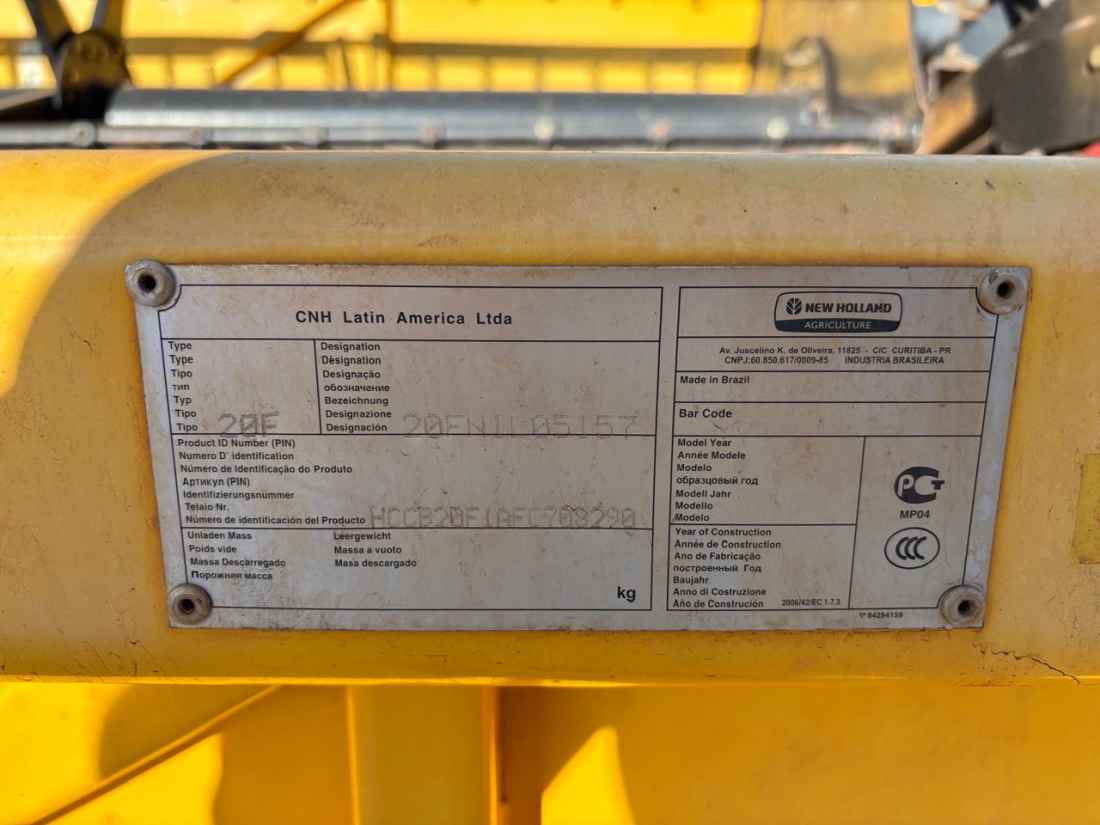 CNH Latin America Ltda
Type
Type
Tipo
тип
Typ
Tipo
Tipo 20F
Designation
Désignation
Designação
обозначение
Bezeichnung
Designazione
Designación
Product ID Number (PIN)
Numero D' identification
Número de Identificação do Produto
Артикул (PIN)
Identifizierungsnúmmer
Telaio Nr.
Número de identificación del Producto
Unladen Mass
Poids vide
Massa Descarregado
Порожняя масса
Leergewicht
Massa a vuoto
Masa descargado
kg
NEW HOLLAND
AGRICULTURE
Av. Juscelino K. de Oliveira, 11825 - CIC CURITIBA - PR
CNPJ:60.850.617/0009-85 INDUSTRIA BRASILEIRA
Made in Brazil
Bar Code
Model Year
Année Modele
Modelo
образцовый год
Modell Jahr
Modello
Modelo
Year of Construction
Année de Construction
Ano de Fabricação
построенный Год
Baujahr
Anno di Costruzione
Año de Construción
2006/42/EC 1.7.3
РСТ
MP04
CCC